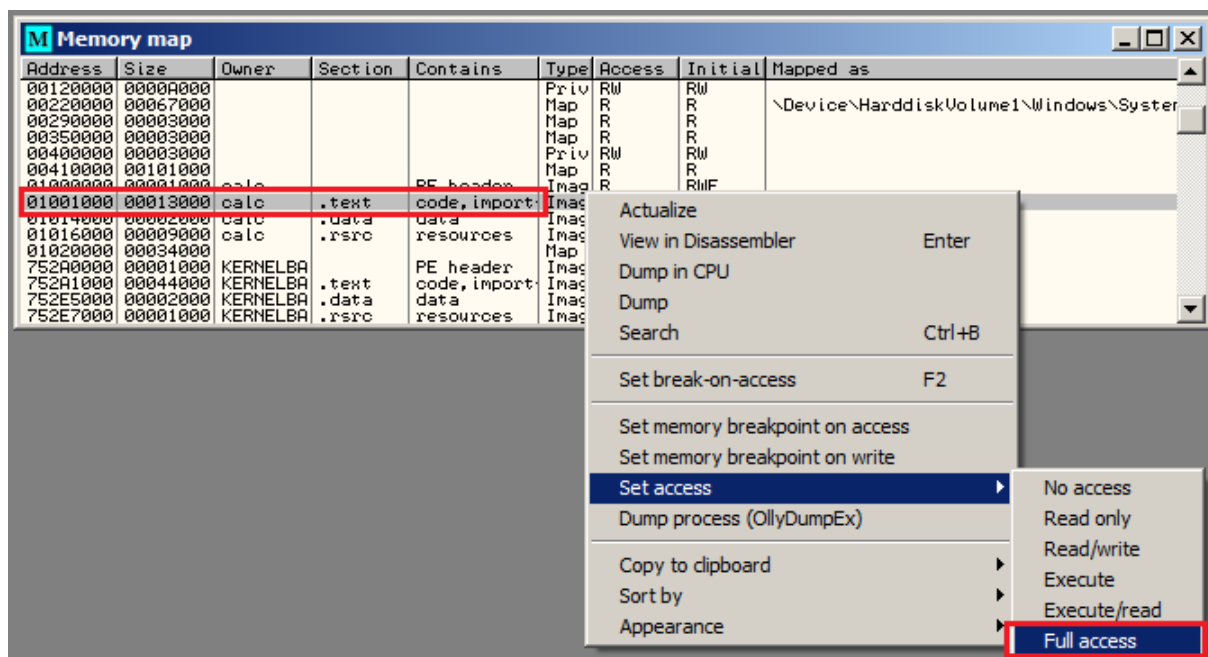 M Memory map
Address Size Owner Section Contains Type Access Initial Mapped as
00120000 0000A000 Priv RW RW
00220000 00067000 Map R R \Device\HarddiskVolume1\Windows\System
00290000 00003000 Map R R
00350000 00003000 Map R R
00400000 00003000 Priv RW RW
00410000 00101000 Map R R
01000000 00001000 calc PE header Imag R RWE
01001000 00013000 calc .text code,import Imag
01014000 00002000 calc .data data Imag
01016000 00009000 calc .rsrc resources Imag
01020000 00034000 Map
752A0000 00001000 KERNELBA PE header Imag
752A1000 00044000 KERNELBA .text code,import Imag
752E5000 00002000 KERNELBA .data data Imag
752E7000 00001000 KERNELBA .rsrc resources Imag
Actualize
View in Disassembler Enter
Dump in CPU
Dump
Search Ctrl+B
Set break-on-access F2
Set memory breakpoint on access
Set memory breakpoint on write
Set access
Dump process (OllyDumpEx)
Copy to clipboard
Sort by
Appearance
No access
Read only
Read/write
Execute
Execute/read
Full access